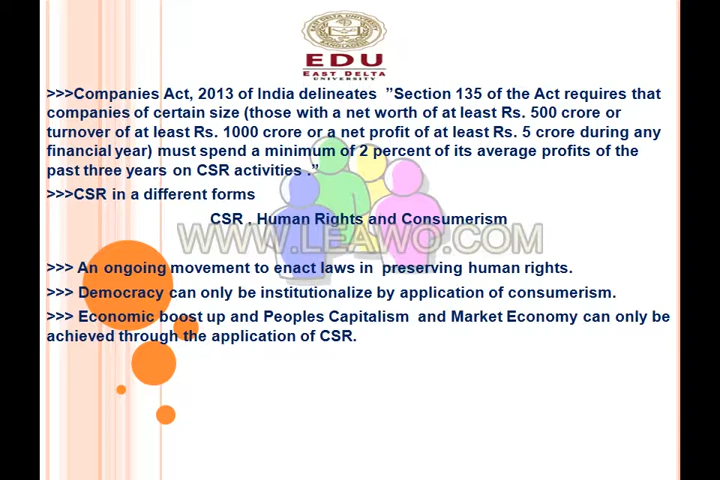 EAST DELTA UNIVERSITY
BANGLADESH
EDU
EAST DELTA
UNIVERSITY
>>>Companies Act, 2013 of India delineates ”Section 135 of the Act requires that
companies of certain size (those with a net worth of at least Rs. 500 crore or
turnover of at least Rs. 1000 crore or a net profit of at least Rs. 5 crore during any
financial year) must spend a minimum of 2 percent of its average profits of the
past three years on CSR activities .”
>>>CSR in a different forms
CSR , Human Rights and Consumerism
WWW.LEAWO.COM
>>> An ongoing movement to enact laws in preserving human rights.
>>> Democracy can only be institutionalize by application of consumerism.
>>> Economic boost up and Peoples Capitalism and Market Economy can only be
achieved through the application of CSR.